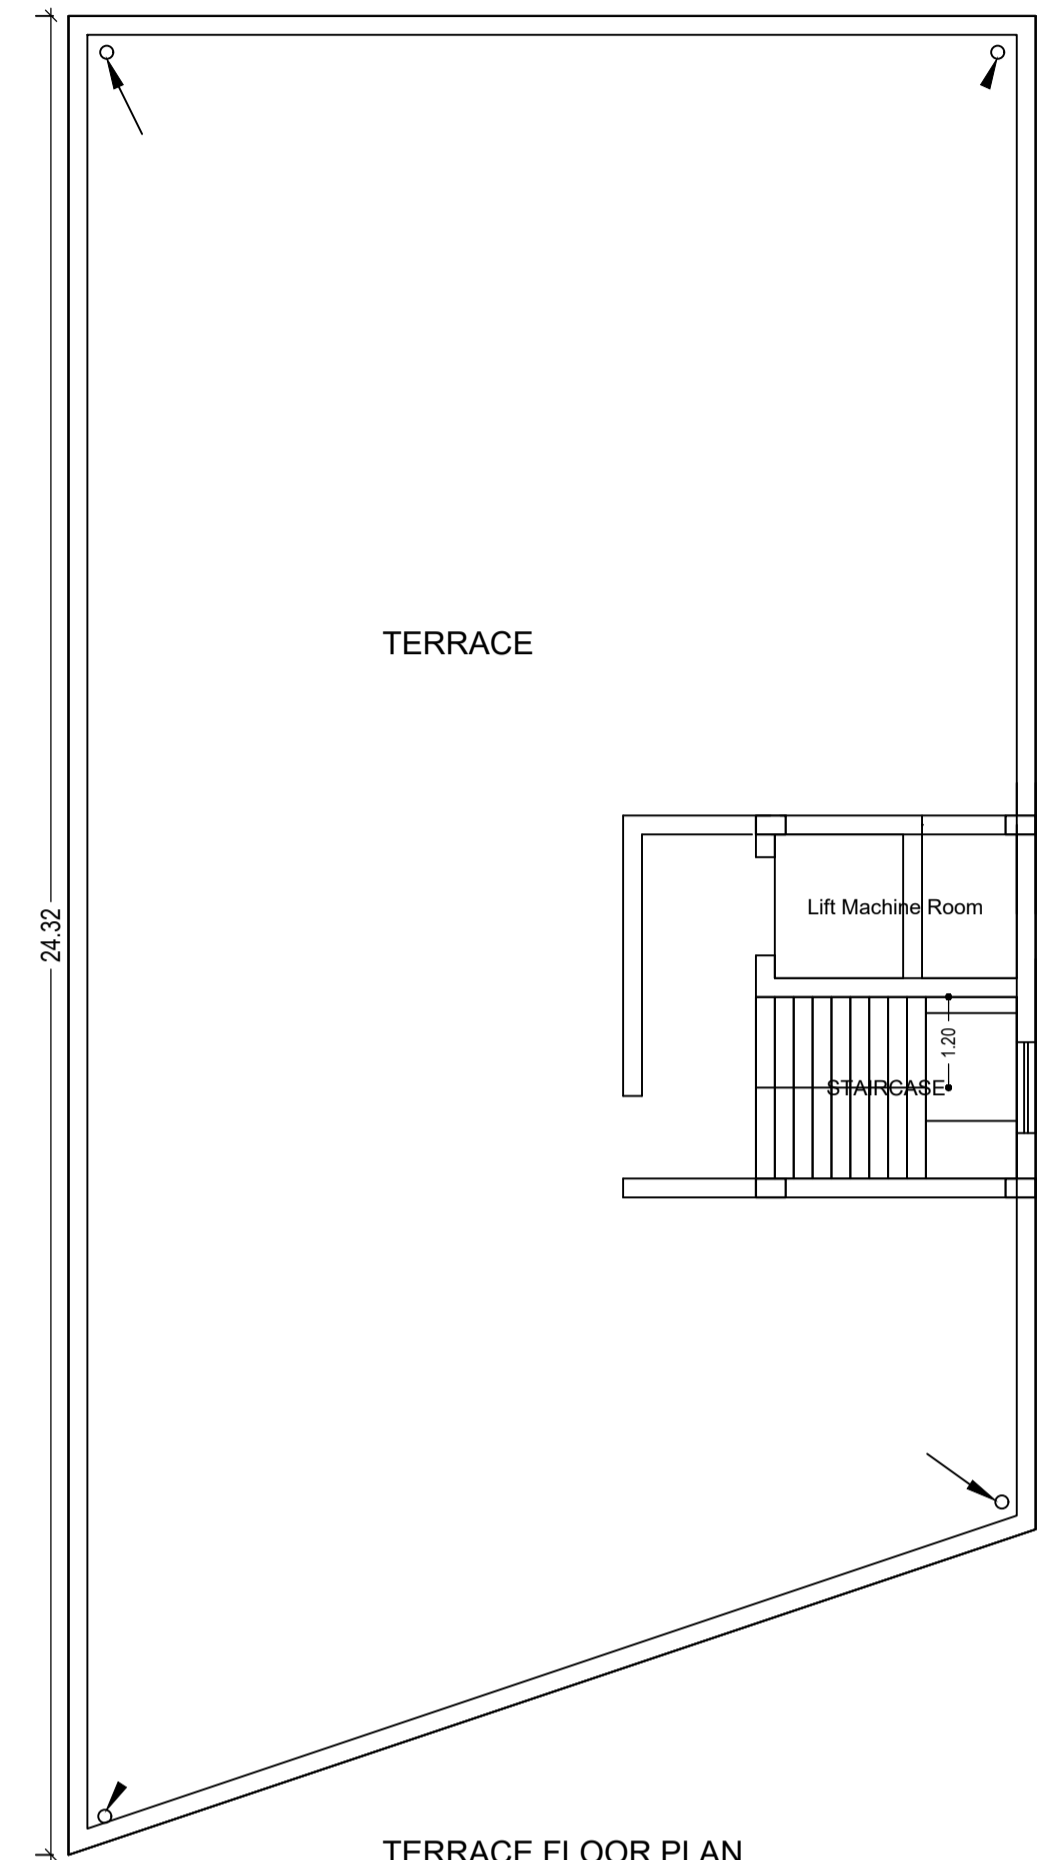 TERRACE
Lift Machine Room
24.32
1.20
STAIRCASE
TERRACE FLOOR PLAN